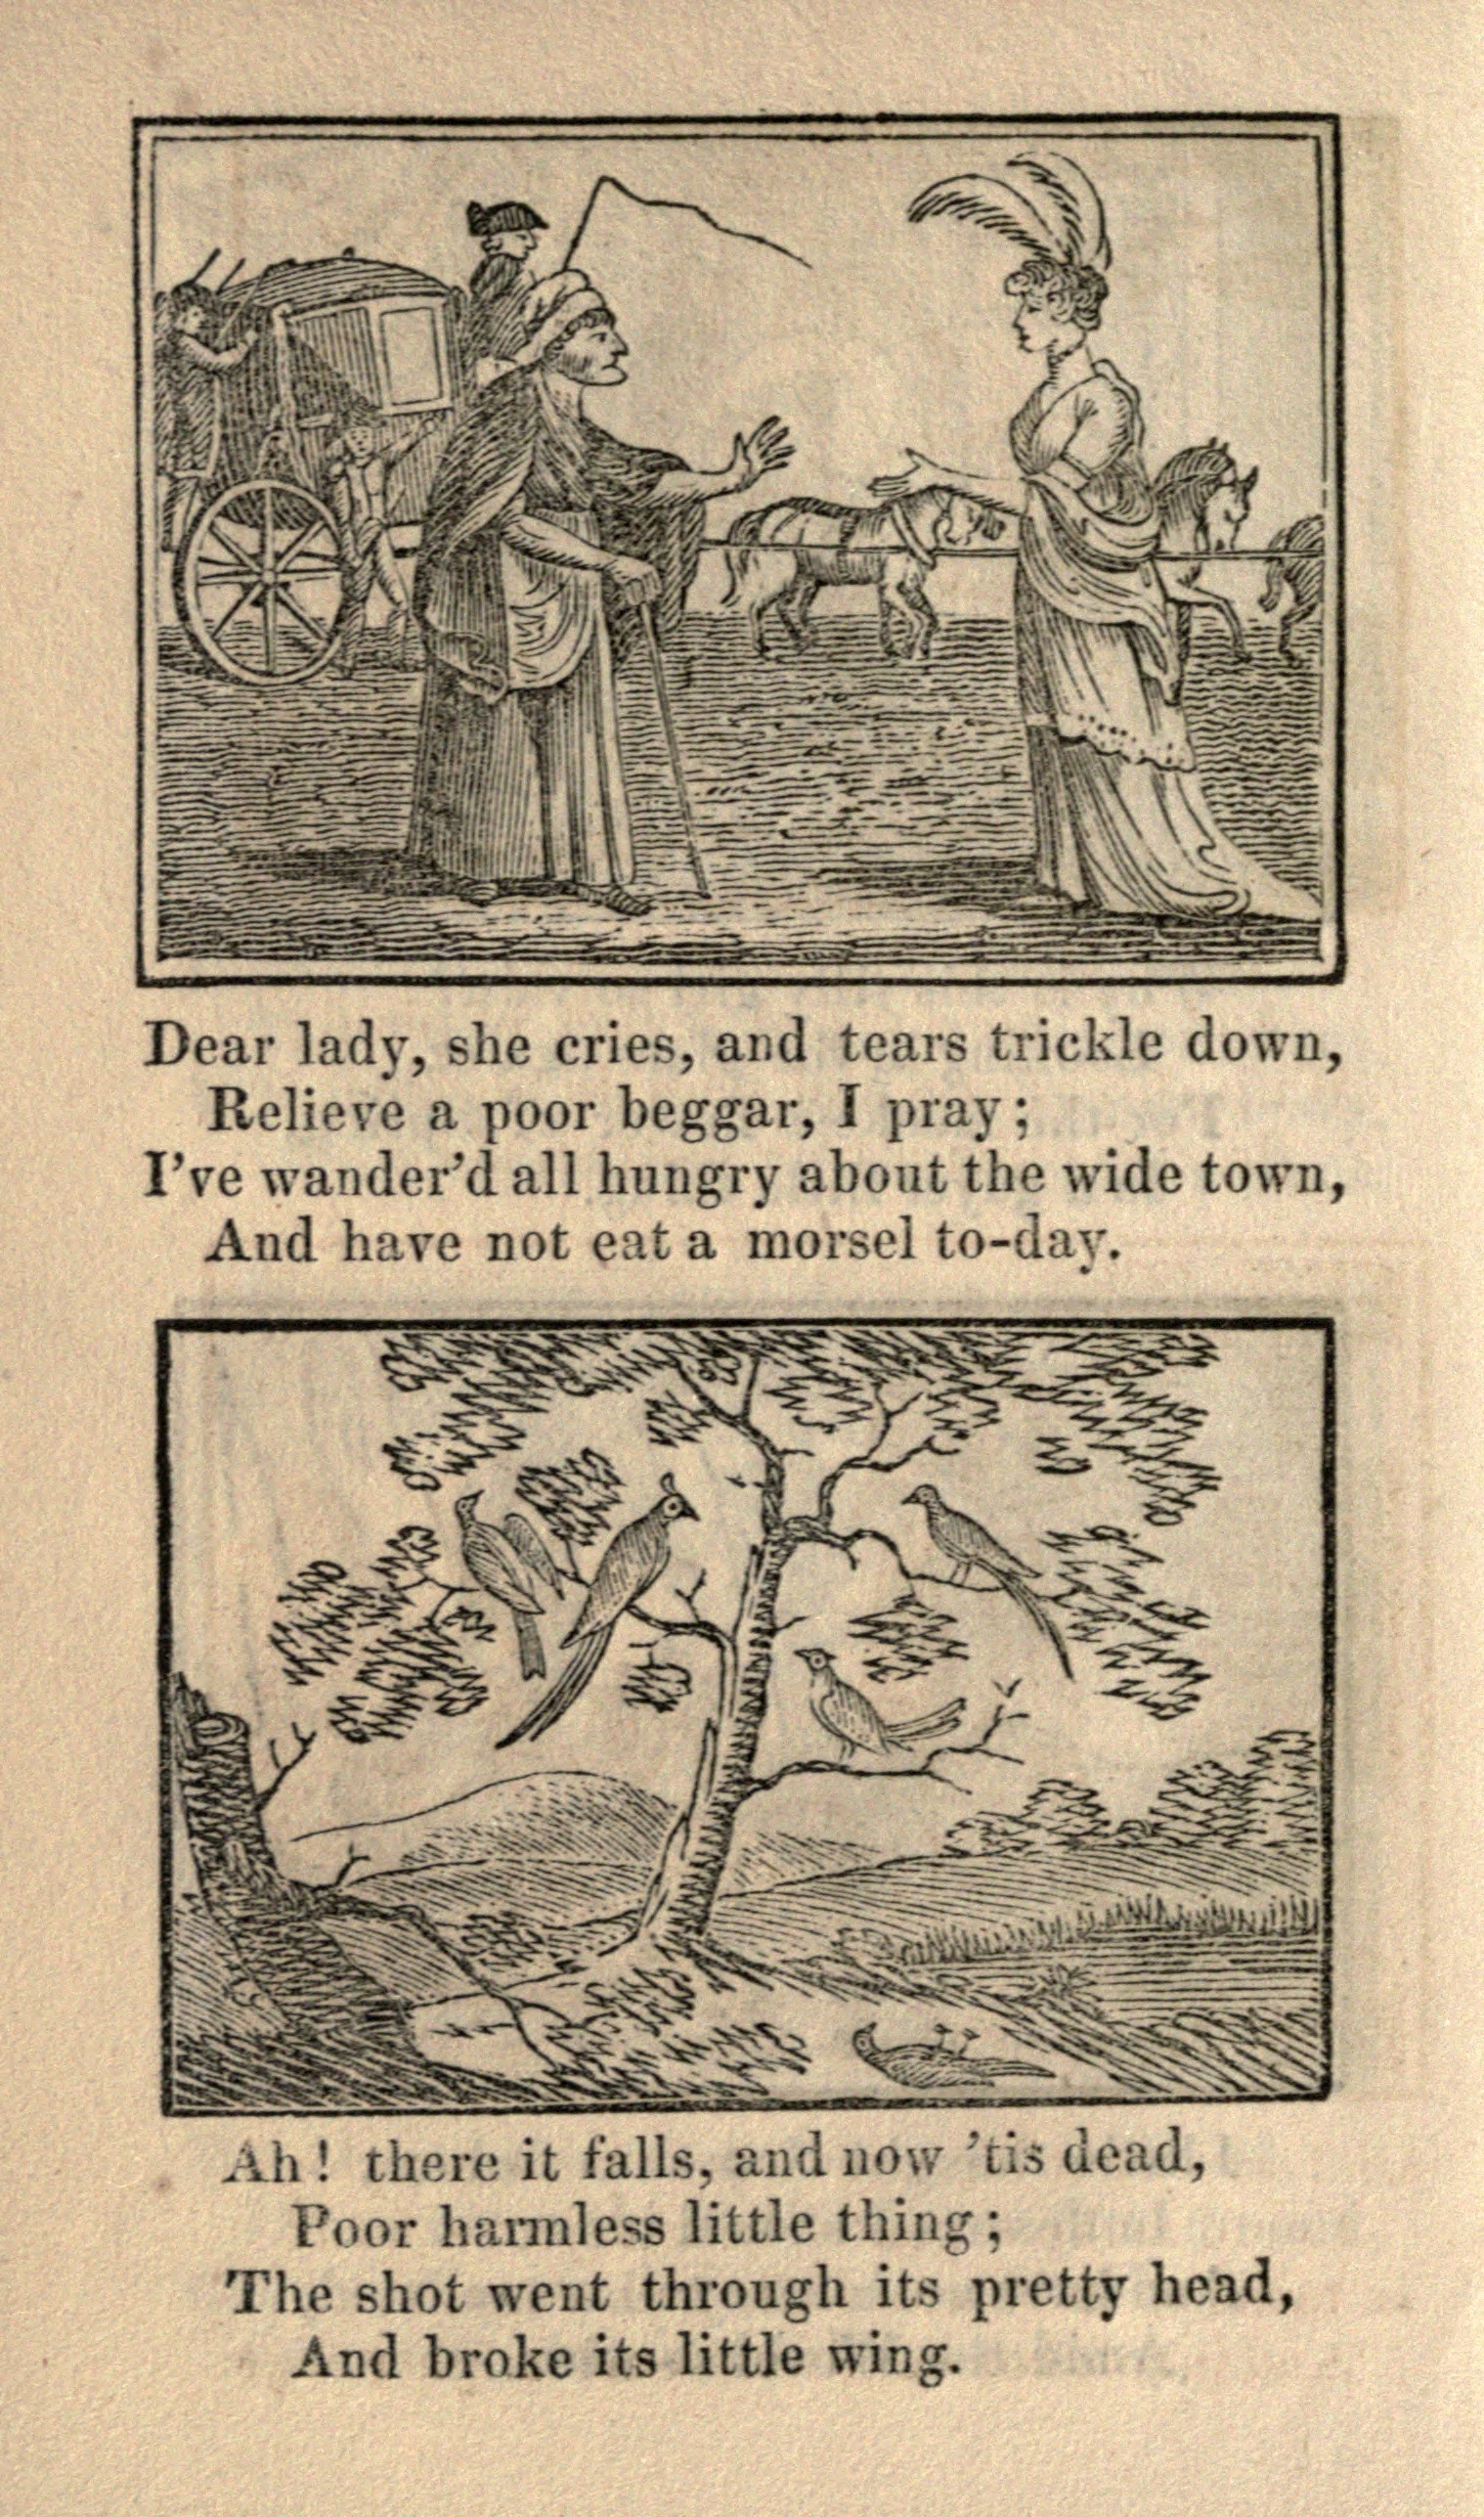 Dear lady, she cries, and tears trickle down,
Relieve a poor beggar, I pray;
I've wander'd all hungry about the wide town,
And have not eat a morsel to-day.
Ah! there it falls, and now 'tis dead,
Poor harmless little thing;
The shot went through its pretty head,
And broke its little wing.